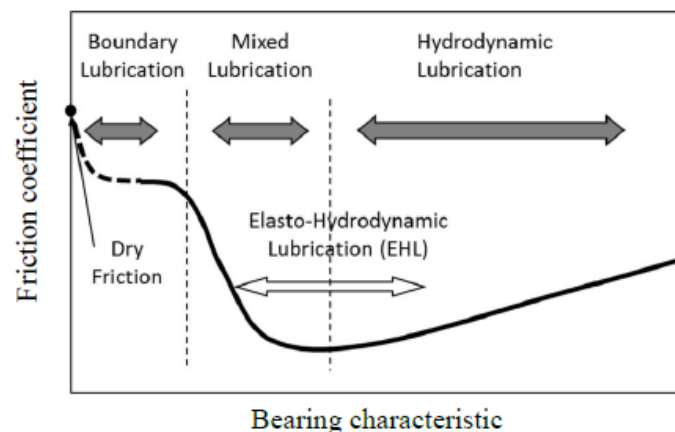 Boundary
Lubrication
Mixed
Lubrication
Hydrodynamic
Lubrication
Friction coefficient
Dry
Friction
Elasto-Hydrodynamic
Lubrication (EHL)
Bearing characteristic